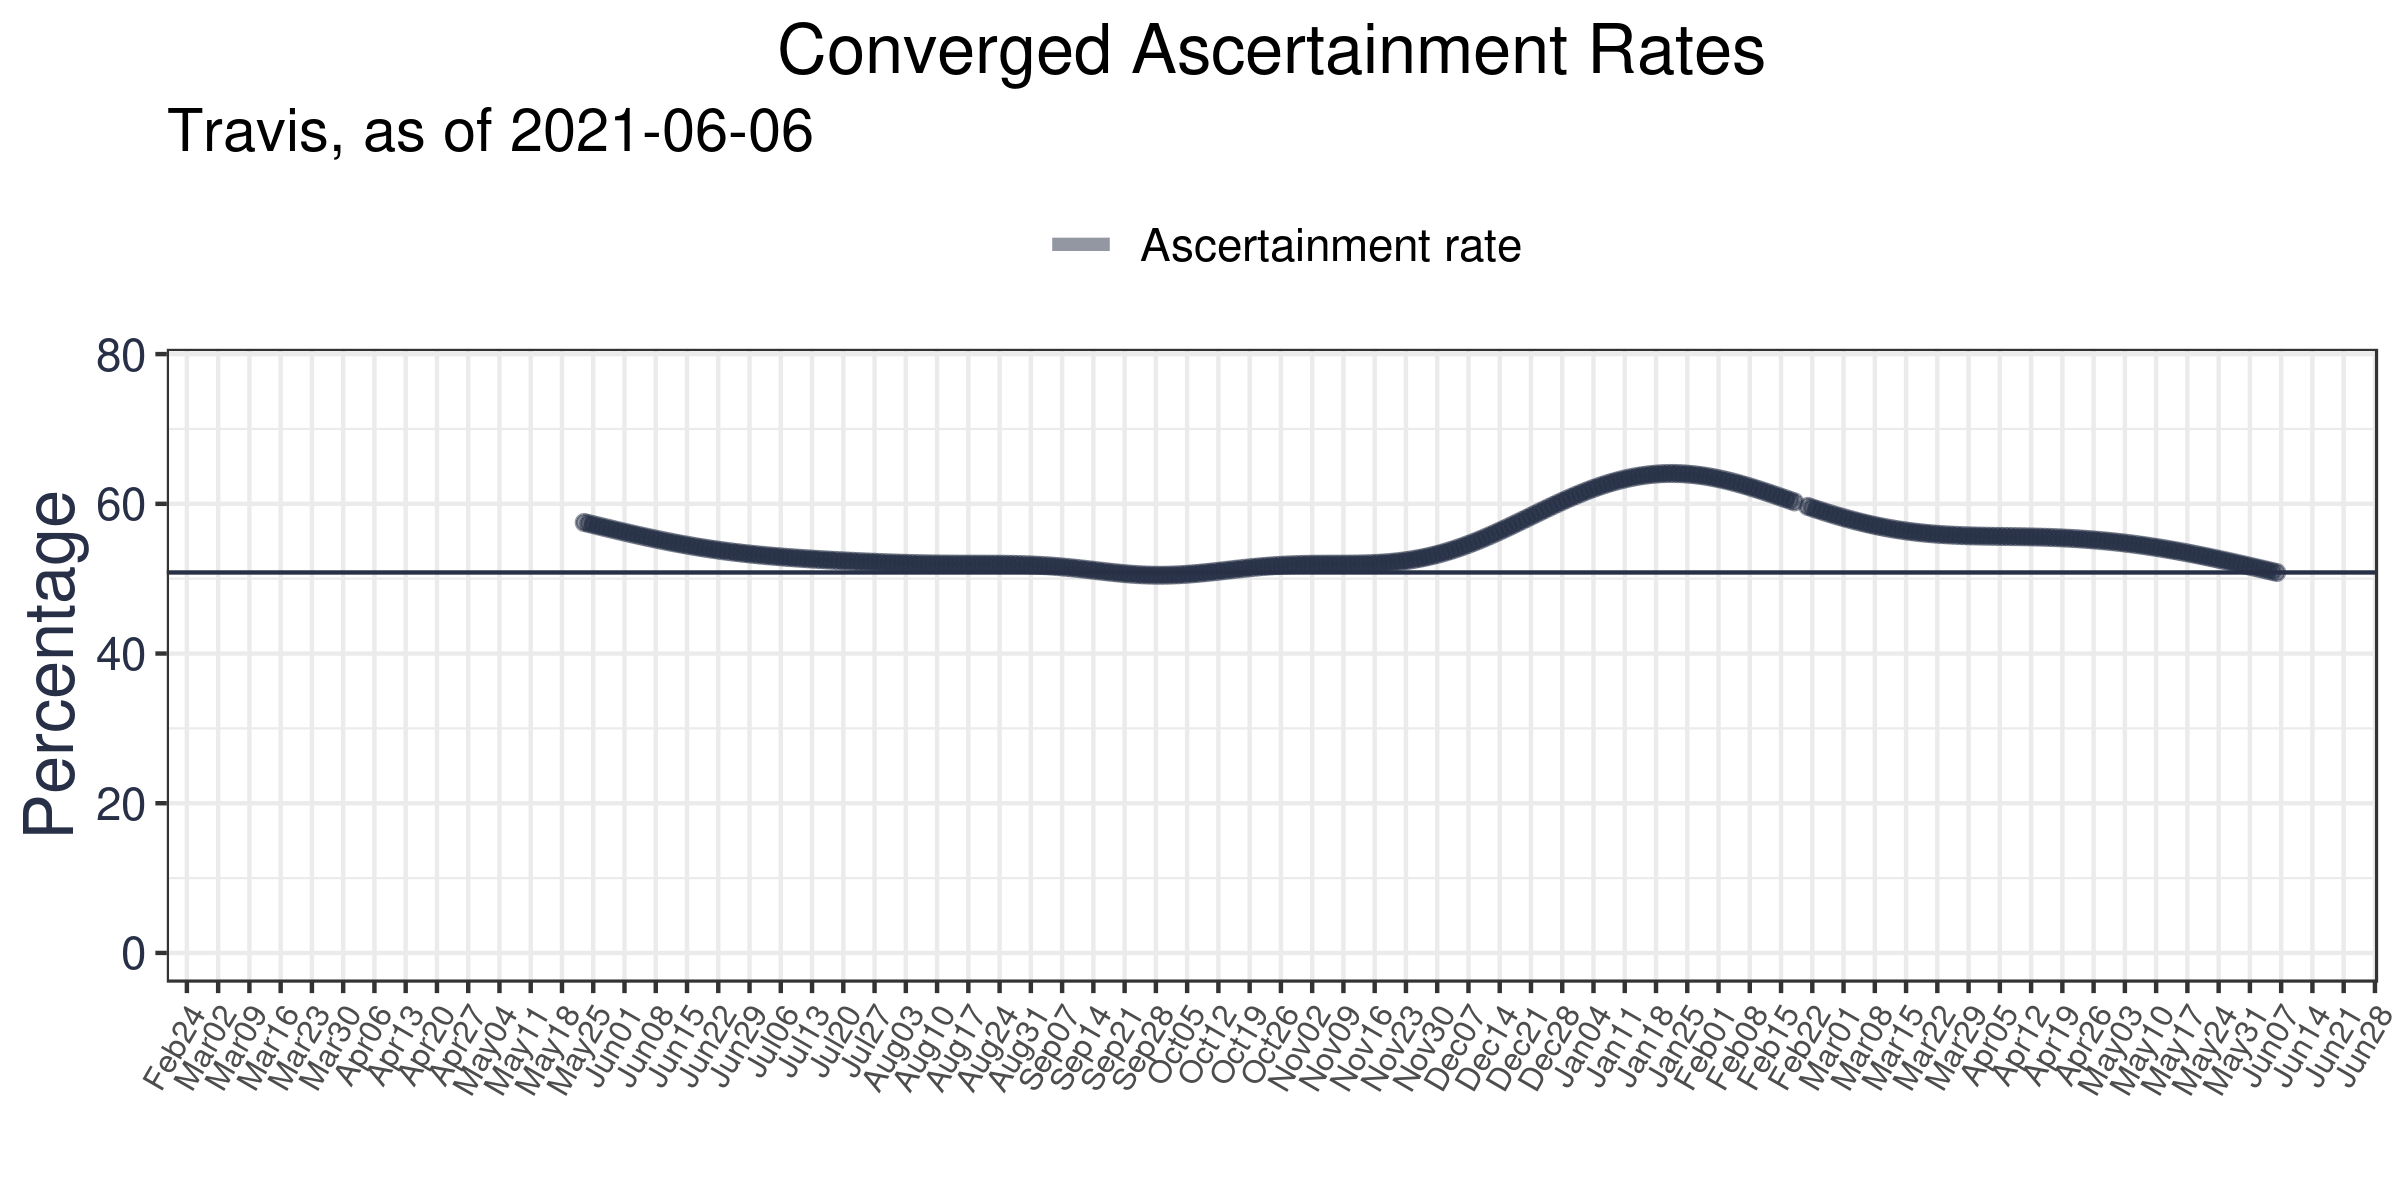 Converged Ascertainment Rates
Travis, as of 2021-06-06
Ascertainment rate
Percentage
80
60
40
20
0
Feb24
Mar02
Mar09
Mar16
Mar23
Mar30
Apr06
Apr13
Apr20
Apr27
May04
May11
May18
May25
Jun01
Jun08
Jun15
Jun22
Jun29
Jul06
Jul13
Jul20
Jul27
Aug03
Aug10
Aug17
Aug24
Aug31
Sep07
Sep14
Sep21
Sep28
Oct05
Oct12
Oct19
Oct26
Nov02
Nov09
Nov16
Nov23
Nov30
Dec07
Dec14
Dec21
Dec28
Jan04
Jan11
Jan18
Jan25
Feb01
Feb08
Feb15
Feb22
Mar01
Mar08
Mar15
Mar22
Mar29
Apr05
Apr12
Apr19
Apr26
May03
May10
May17
May24
May31
Jun07
Jun14
Jun21
Jun28